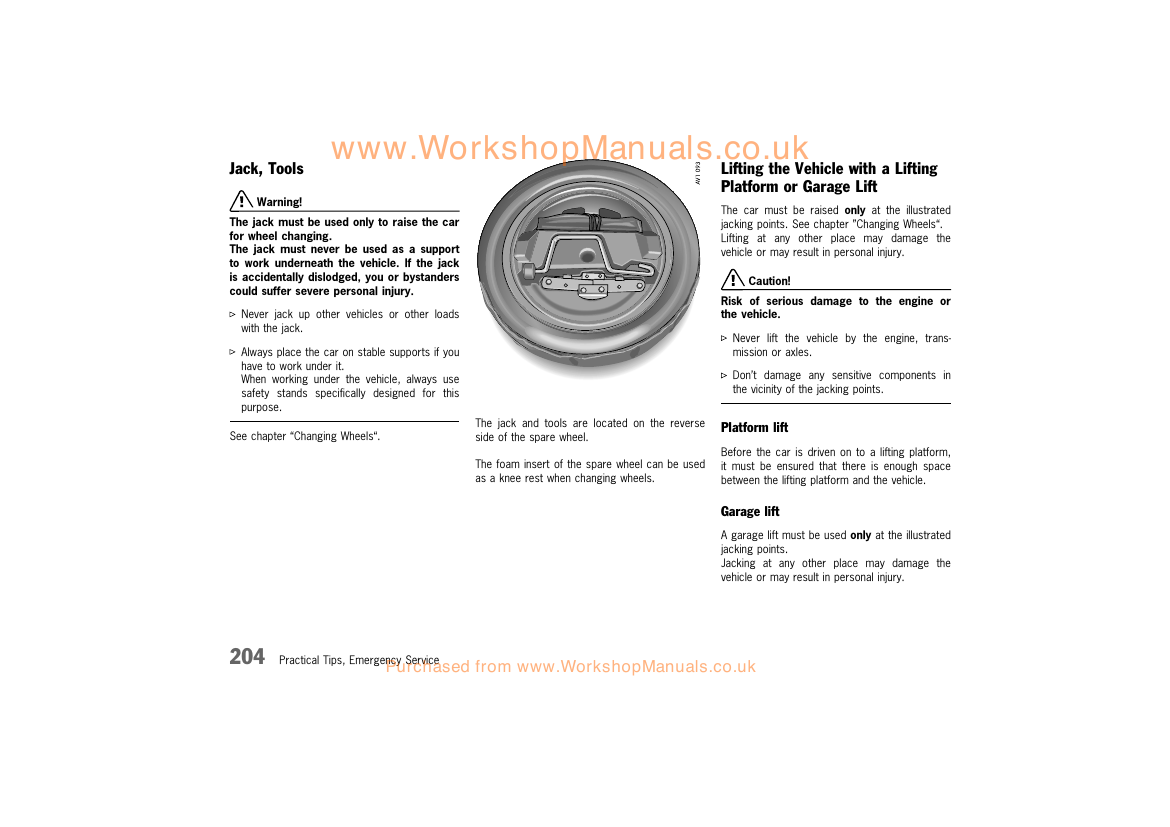 www.WorkshopManuals.co.uk
Jack, Tools
Warning!
The jack must be used only to raise the car
for wheel changing.
The jack must never be used as a support
to work underneath the vehicle. If the jack
is accidentally dislodged, you or bystanders
could suffer severe personal injury.
⊳ Never jack up other vehicles or other loads
with the jack.
⊳ Always place the car on stable supports if you
have to work under it.
When working under the vehicle, always use
safety stands specifically designed for this
purpose.
See chapter “Changing Wheels“.
AV1 093
The jack and tools are located on the reverse
side of the spare wheel.
The foam insert of the spare wheel can be used
as a knee rest when changing wheels.
Lifting the Vehicle with a Lifting
Platform or Garage Lift
The car must be raised only at the illustrated
jacking points. See chapter "Changing Wheels“.
Lifting at any other place may damage the
vehicle or may result in personal injury.
Caution!
Risk of serious damage to the engine or
the vehicle.
⊳ Never lift the vehicle by the engine, trans-
mission or axles.
⊳ Don’t damage any sensitive components in
the vicinity of the jacking points.
Platform lift
Before the car is driven on to a lifting platform,
it must be ensured that there is enough space
between the lifting platform and the vehicle.
Garage lift
A garage lift must be used only at the illustrated
jacking points.
Jacking at any other place may damage the
vehicle or may result in personal injury.
204 Practical Tips, Emergency Service
Purchased from www.WorkshopManuals.co.uk